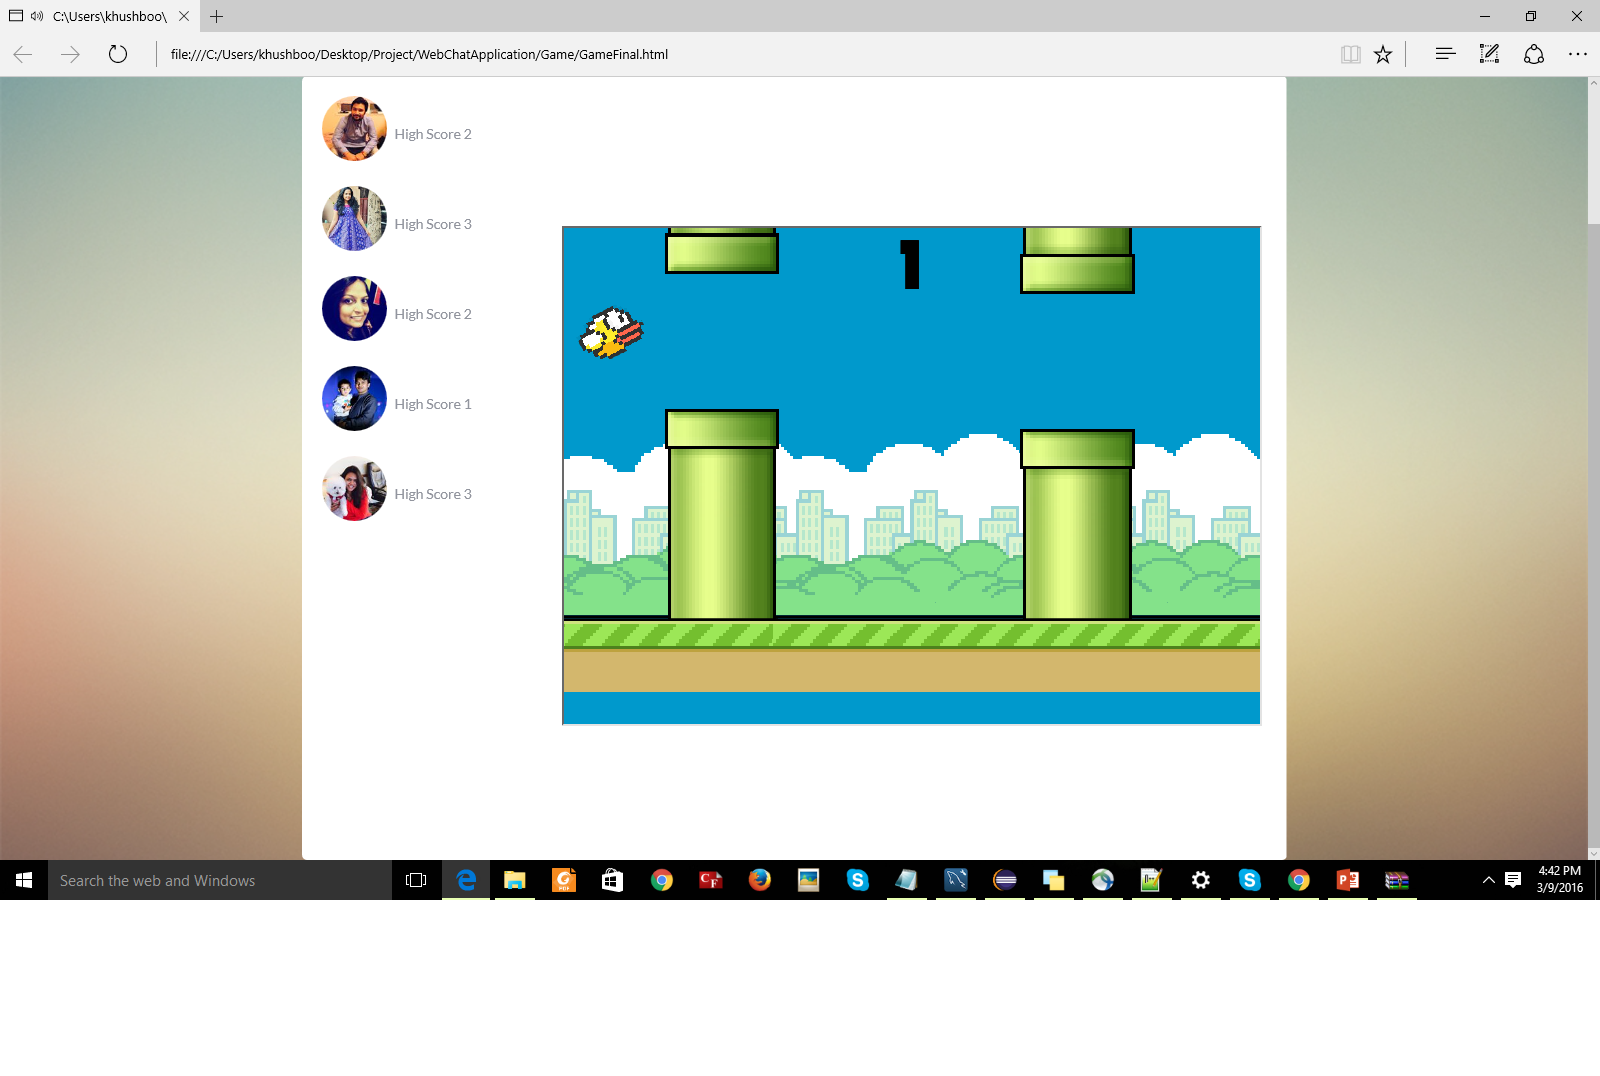 C:\Users\khushboo\
file:///C:/Users/khushboo/Desktop/Project/WebChatApplication/Game/GameFinal.html
High Score 2
High Score 3
High Score 2
High Score 1
High Score 3
1
Search the web and Windows
4:42 PM
3/9/2016